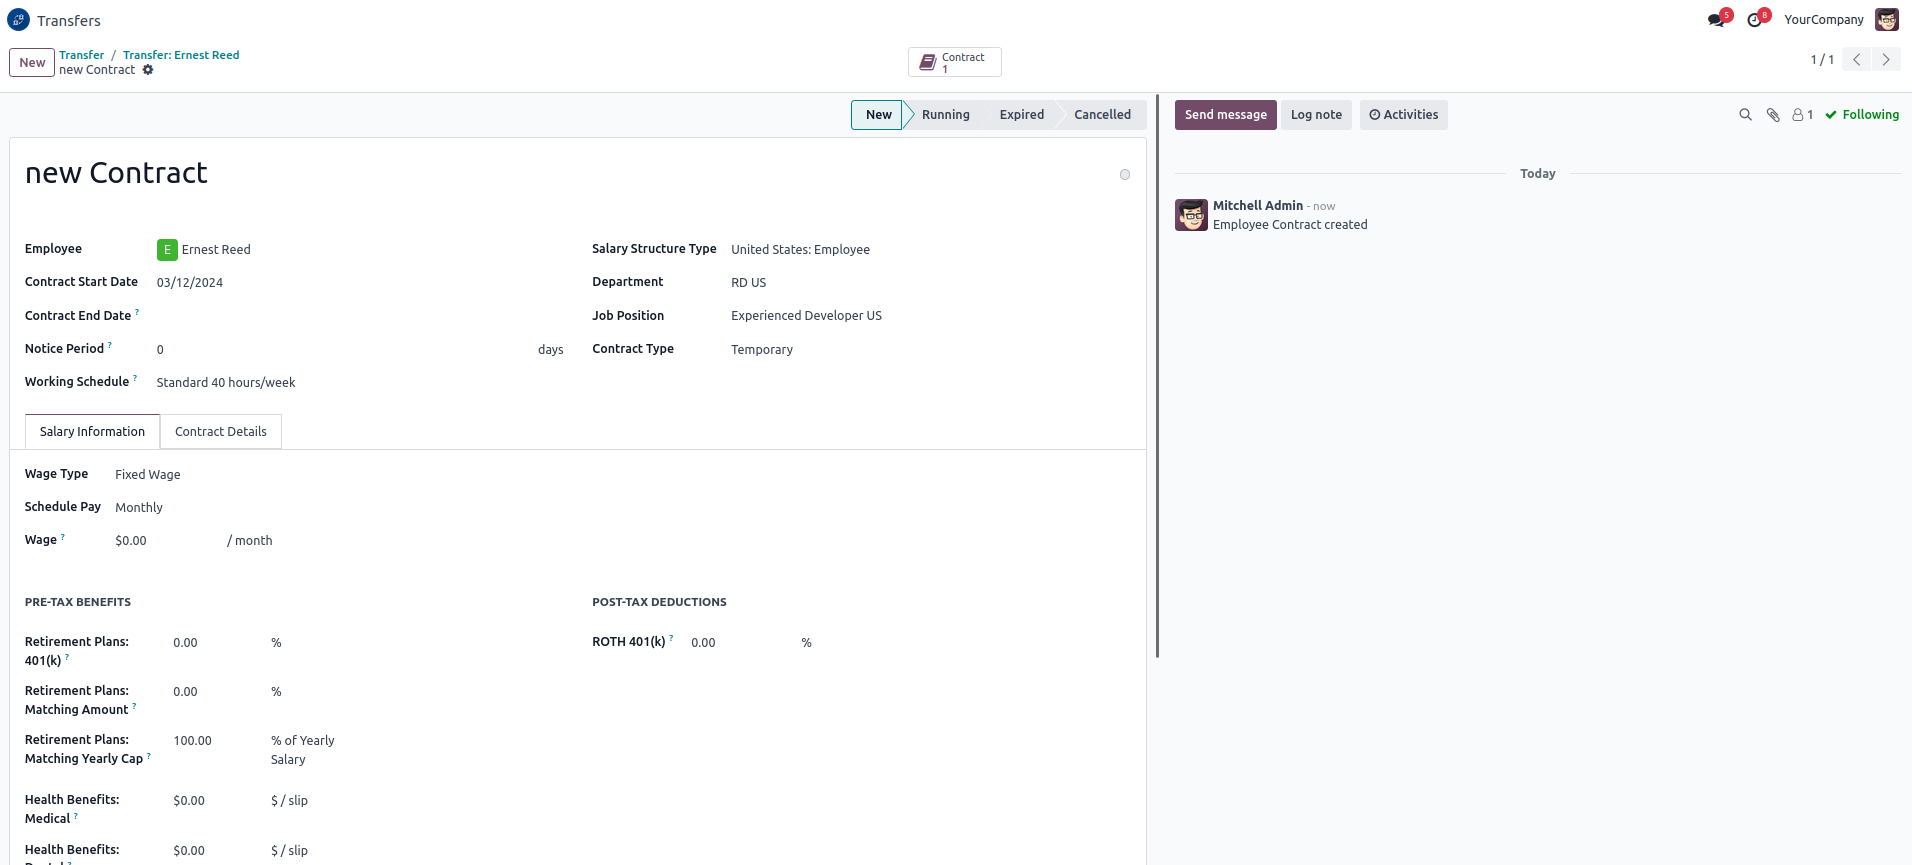 Transfers
5
8
YourCompany
New
Transfer / Transfer: Ernest Reed
new Contract
Contract
1
1 / 1
New
Running
Expired
Cancelled
Send message
Log note
Activities
1
Following
new Contract
Today
Mitchell Admin - now
Employee Contract created
Employee
E Ernest Reed
Salary Structure Type
United States: Employee
Contract Start Date
03/12/2024
Department
RD US
Contract End Date ?
Job Position
Experienced Developer US
Notice Period ?
0
days
Contract Type
Temporary
Working Schedule ?
Standard 40 hours/week
Salary Information
Contract Details
Wage Type
Fixed Wage
Schedule Pay
Monthly
Wage ?
$0.00
/ month
PRE-TAX BENEFITS
POST-TAX DEDUCTIONS
Retirement Plans:
401(k) ?
0.00
%
ROTH 401(k) ?
0.00
%
Retirement Plans:
Matching Amount ?
0.00
%
Retirement Plans:
Matching Yearly Cap ?
100.00
% of Yearly
Salary
Health Benefits:
Medical ?
$0.00
$ / slip
Health Benefits:
$0.00
$ / slip